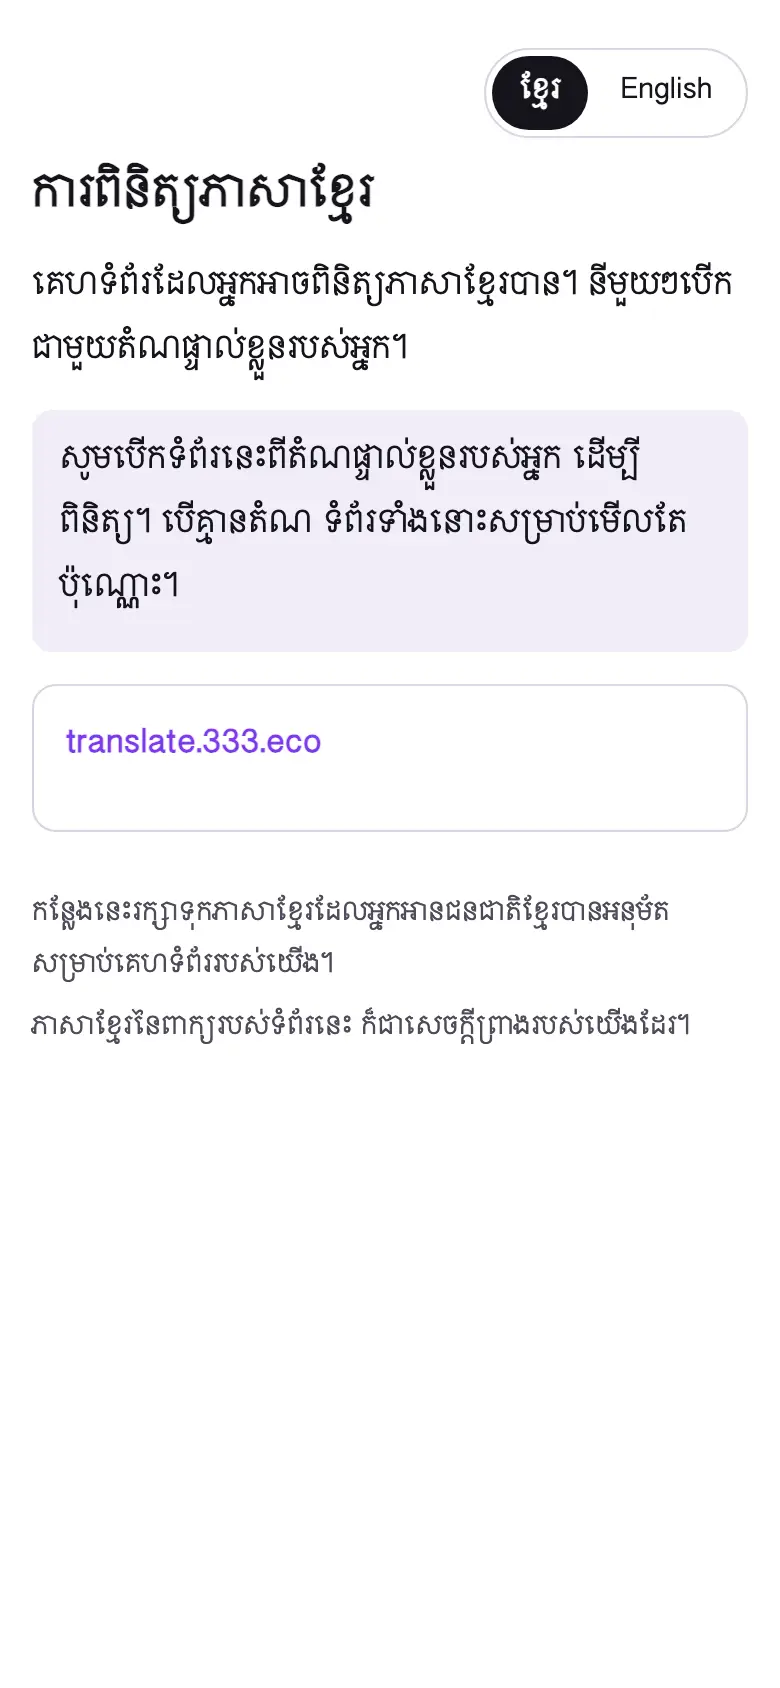 ខ្មែរ English
ការពិនិត្យភាសាខ្មែរ
គេហទំព័រដែលអ្នកអាចពិនិត្យភាសាខ្មែរបាន។ នីមួយៗបើក
ជាមួយតំណផ្ទាល់ខ្លួនរបស់អ្នក។
សូមបើកទំព័រនេះពីតំណផ្ទាល់ខ្លួនរបស់អ្នក ដើម្បី
ពិនិត្យ។ បើគ្មានតំណ ទំព័រទាំងនោះសម្រាប់មើលតែ
ប៉ុណ្ណោះ។
translate.333.eco
កន្លែងនេះរក្សាទុកភាសាខ្មែរដែលអ្នកអានជនជាតិខ្មែរបានអនុម័ត
សម្រាប់គេហទំព័ររបស់យើង។
ភាសាខ្មែរនៃពាក្យរបស់ទំព័រនេះ ក៏ជាសេចក្តីព្រាងរបស់យើងដែរ។